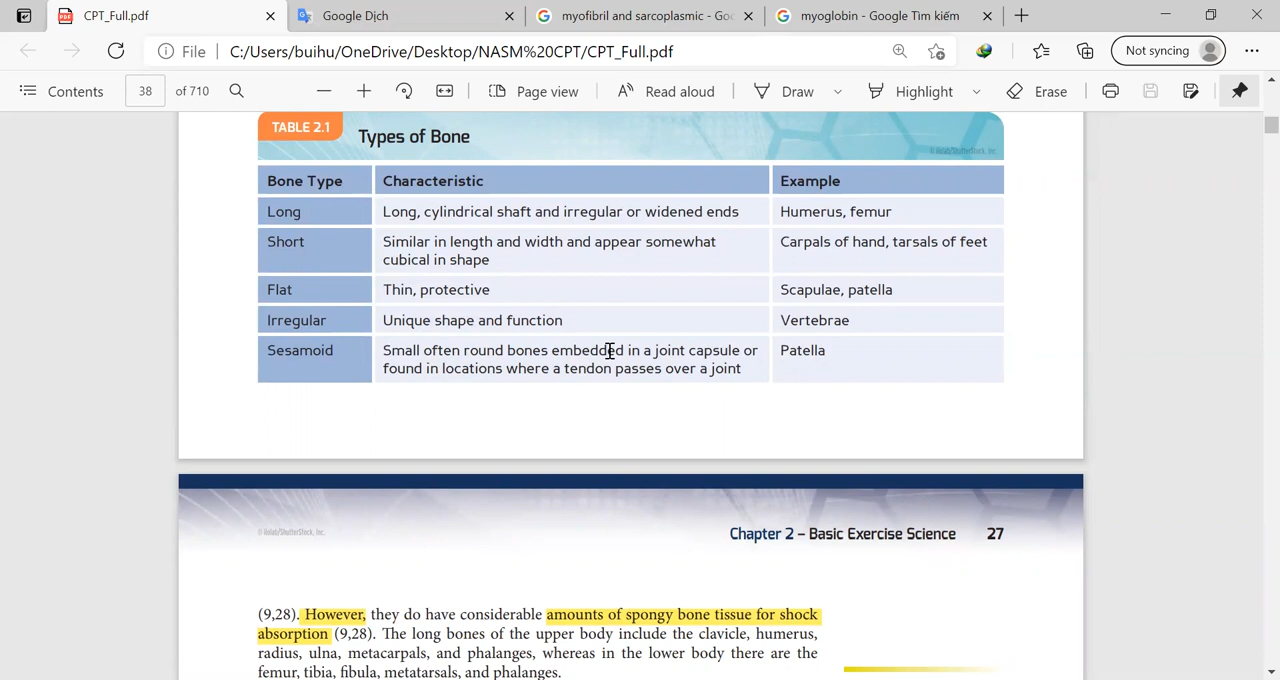 CPT_Full.pdf
Google Dịch
myofibril and sarcoplasmic - Goo
myoglobin - Google Tìm kiếm
File
C:/Users/buihu/OneDrive/Desktop/NASM%20CPT/CPT_Full.pdf
Not syncing
Contents
38
of 710
Page view
Read aloud
Draw
Highlight
Erase
TABLE 2.1
Types of Bone
© Holab/ShutterStock, Inc.
Bone Type Characteristic Example
Long Long, cylindrical shaft and irregular or widened ends Humerus, femur
Short Similar in length and width and appear somewhat Carpals of hand, tarsals of feet
cubical in shape
Flat Thin, protective Scapulae, patella
Irregular Unique shape and function Vertebrae
Sesamoid Small often round bones embedded in a joint capsule or Patella
found in locations where a tendon passes over a joint
© Holab/ShutterStock, Inc.
Chapter 2 – Basic Exercise Science 27
(9,28). However, they do have considerable amounts of spongy bone tissue for shock
absorption (9,28). The long bones of the upper body include the clavicle, humerus,
radius, ulna, metacarpals, and phalanges, whereas in the lower body there are the
femur, tibia, fibula, metatarsals, and phalanges.